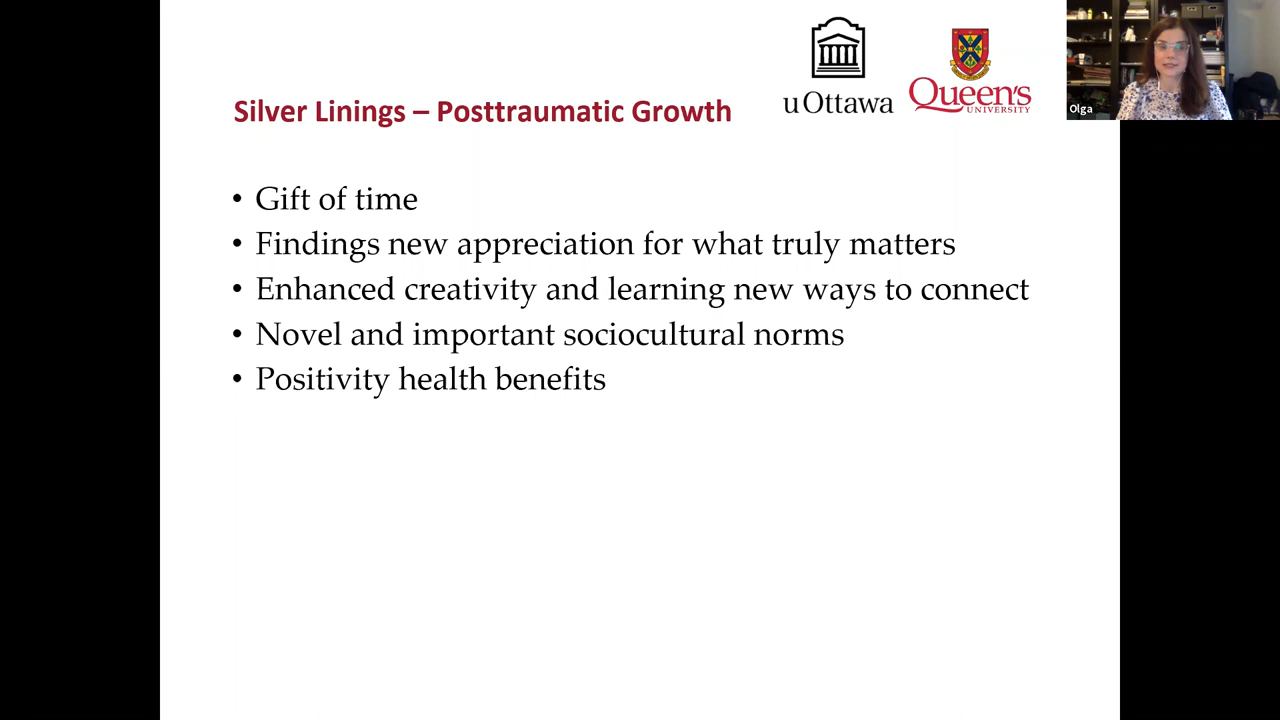 uOttawa
Queen's
UNIVERSITY
Olga
Silver Linings – Posttraumatic Growth
• Gift of time
• Findings new appreciation for what truly matters
• Enhanced creativity and learning new ways to connect
• Novel and important sociocultural norms
• Positivity health benefits